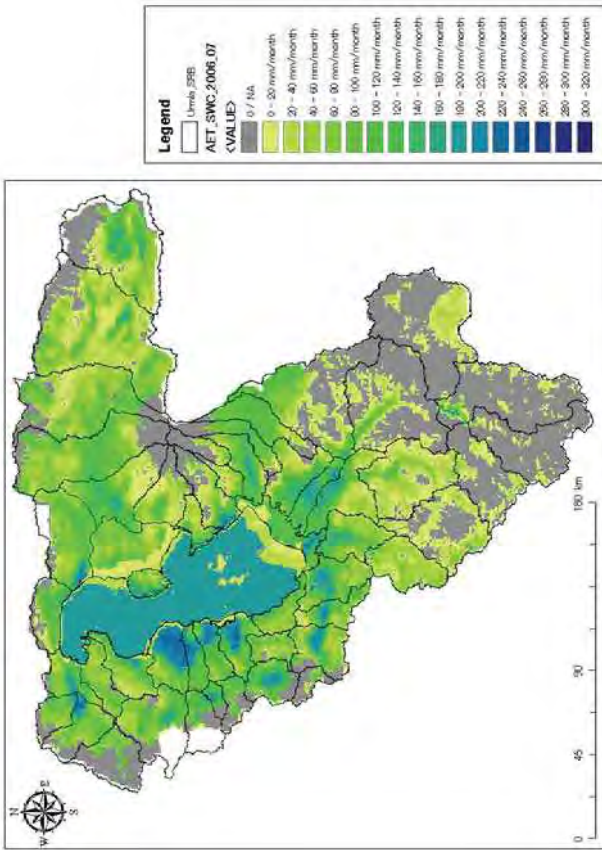 N
W
E
S
Legend
Urmia_SRB
AET_SWC_2006_07
<VALUE>
0 / NA
0 - 20 mm/month
20 - 40 mm/month
40 - 60 mm/month
60 - 80 mm/month
80 - 100 mm/month
100 - 120 mm/month
120 - 140 mm/month
140 - 160 mm/month
160 - 180 mm/month
180 - 200 mm/month
200 - 220 mm/month
220 - 240 mm/month
240 - 260 mm/month
260 - 280 mm/month
280 - 300 mm/month
300 - 320 mm/month
0 45 90 180 km